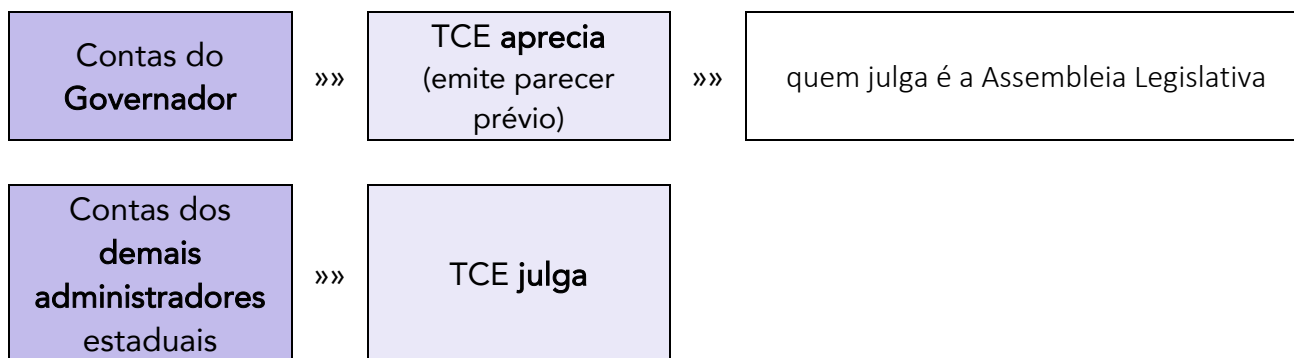 Contas do
Governador
»»
TCE aprecia
(emite parecer
prévio)
»»
quem julga é a Assembleia Legislativa
Contas dos
demais
administradores
estaduais
»»
TCE julga